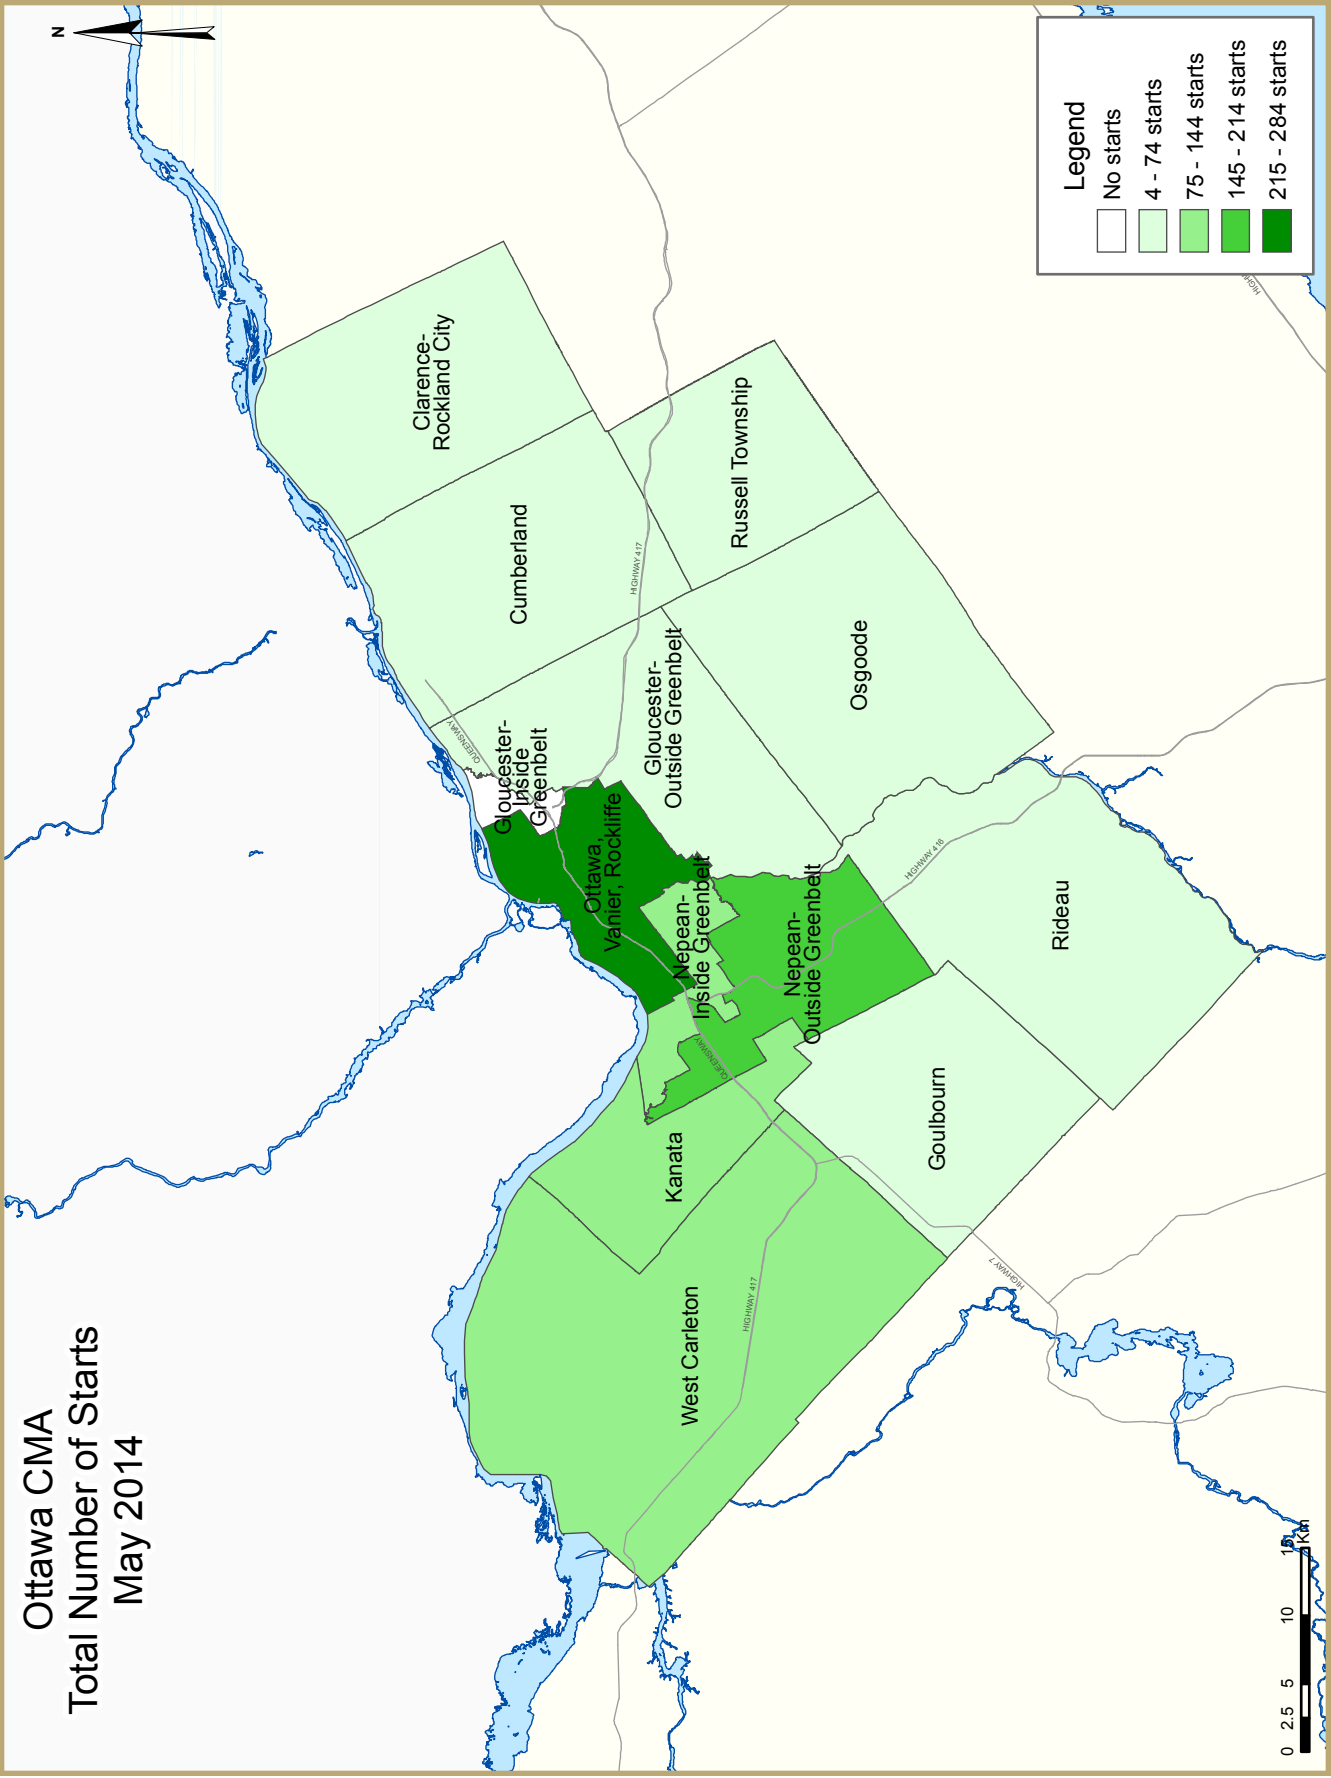 Ottawa CMA
Total Number of Starts
May 2014
N
Clarence-
Rockland City
Cumberland
Russell Township
HIGHWAY 417
QUEENSWAY
Gloucester-
Inside
Greenbelt
Gloucester-
Outside Greenbelt
Osgoode
Ottawa,
Vanier, Rockliffe
Nepean-
Inside Greenbelt
Nepean-
Outside Greenbelt
HIGHWAY 416
Rideau
QUEENSWAY
Kanata
Goulbourn
West Carleton
HIGHWAY 417
HIGHWAY 7
Legend
No starts
4 - 74 starts
75 - 144 starts
145 - 214 starts
215 - 284 starts
0 2.5 5 10 15
Km